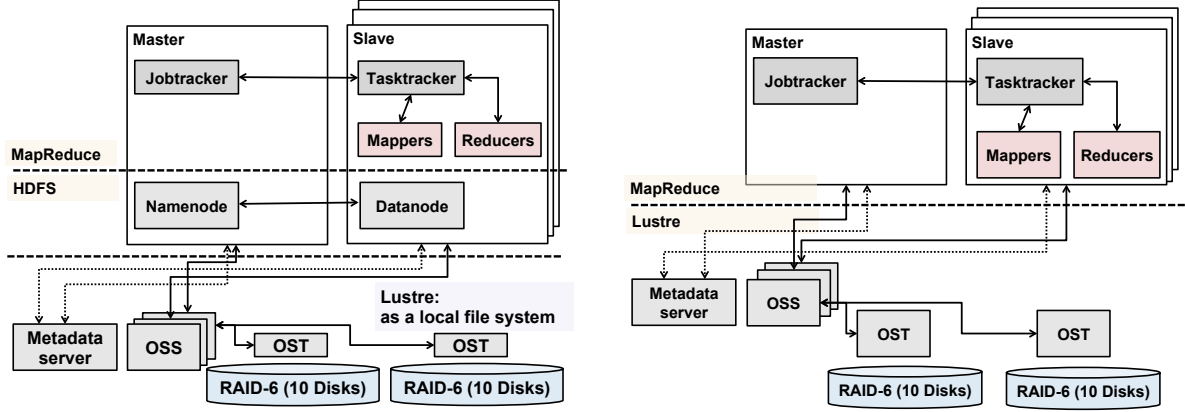 Master
Slave
Jobtracker
Tasktracker
Mappers
Reducers
MapReduce
HDFS
Namenode
Datanode
Lustre:
as a local file system
Metadata
server
OSS
OST
OST
RAID-6 (10 Disks)
RAID-6 (10 Disks)
Master
Slave
Jobtracker
Tasktracker
Mappers
Reducers
MapReduce
Lustre
Metadata
server
OSS
OST
OST
RAID-6 (10 Disks)
RAID-6 (10 Disks)